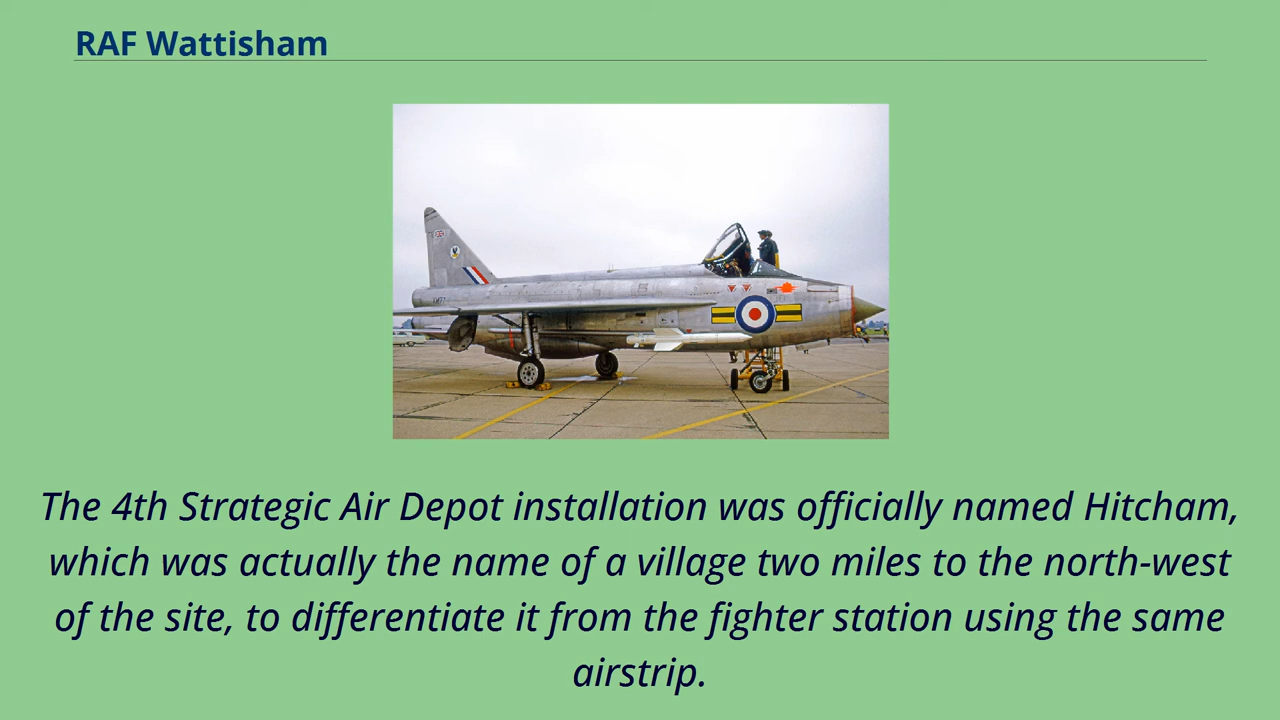 RAF Wattisham
The 4th Strategic Air Depot installation was officially named Hitcham,
which was actually the name of a village two miles to the north-west
of the site, to differentiate it from the fighter station using the same
airstrip.